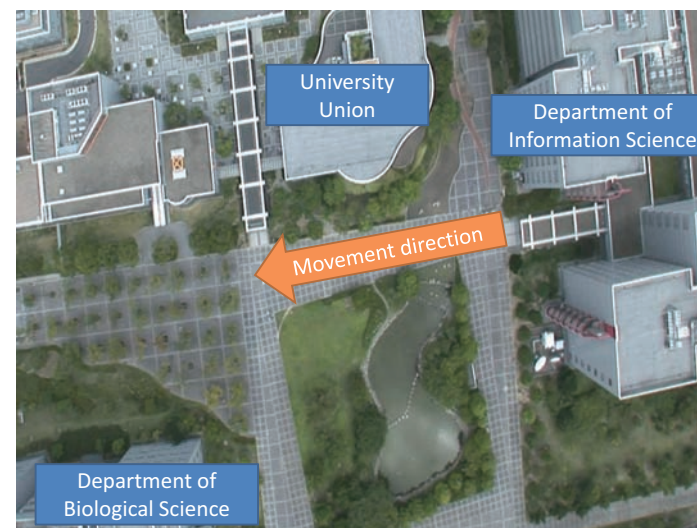 University
Union
Department of
Information Science
Movement direction
Department of
Biological Science